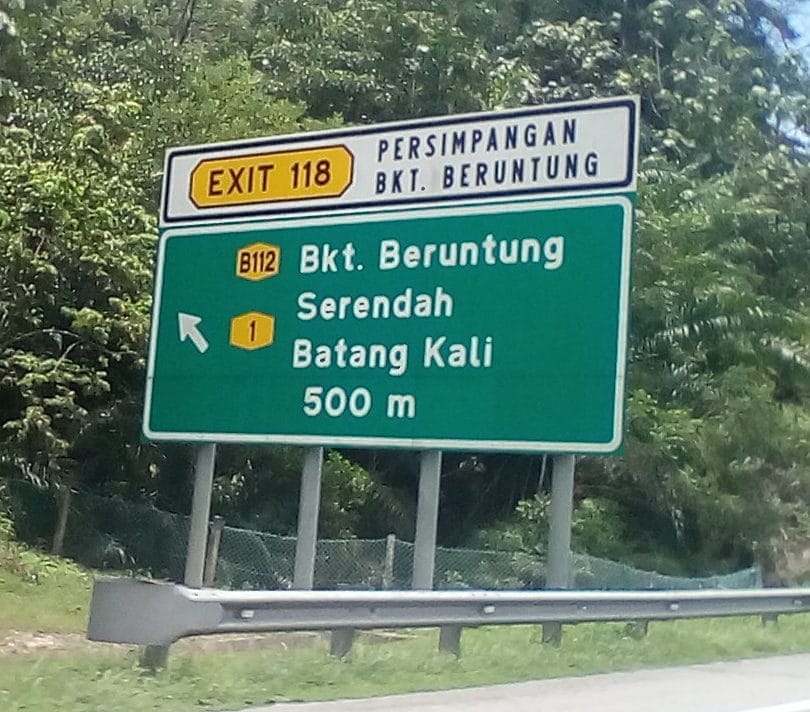 EXIT 118
PERSIMPANGAN
BKT. BERUNTUNG
B112 Bkt. Beruntung
Serendah
1
Batang Kali
500 m